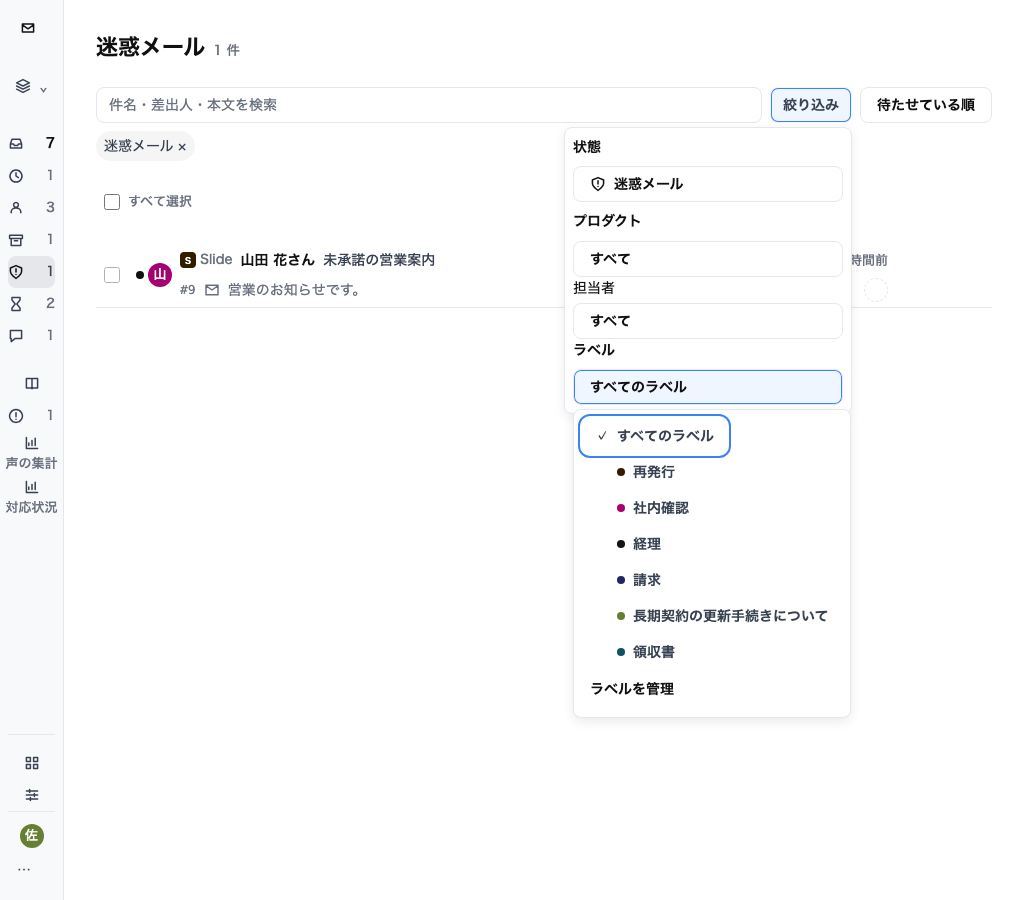 迷惑メール 1 件
件名・差出人・本文を検索
絞り込み
待たせている順
迷惑メール ×
すべて選択
s Slide 山田 花さん 未承諾の営業案内
時間前
山
#9 営業のお知らせです。
状態
迷惑メール
プロダクト
すべて
担当者
すべて
ラベル
すべてのラベル
✓ すべてのラベル
再発行
社内確認
経理
請求
長期契約の更新手続きについて
領収書
ラベルを管理
7
1
3
1
1
2
1
1
声の集計
対応状況
佐
…